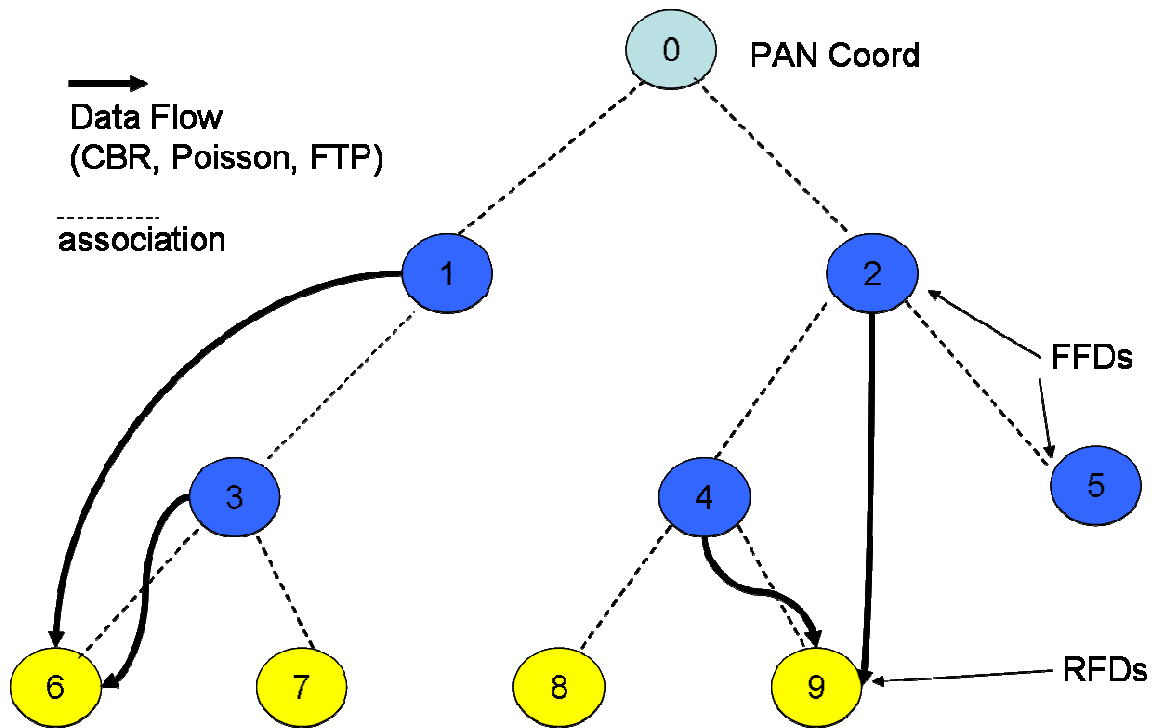 0
PAN Coord
Data Flow
(CBR, Poisson, FTP)
association
1
2
FFDs
3
4
5
6
7
8
9
RFDs